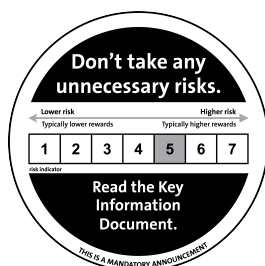 Don't take any
unnecessary risks.
Lower risk Higher risk
Typically lower rewards Typically higher rewards
1 2 3 4 5 6 7
risk indicator
Read the Key
Information
Document.
THIS IS A MANDATORY ANNOUNCEMENT